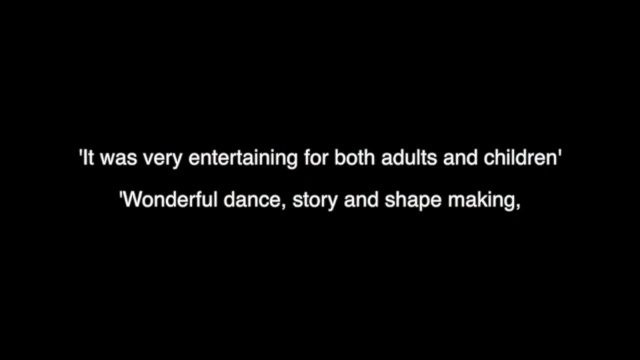 'It was very entertaining for both adults and children'
'Wonderful dance, story and shape making,